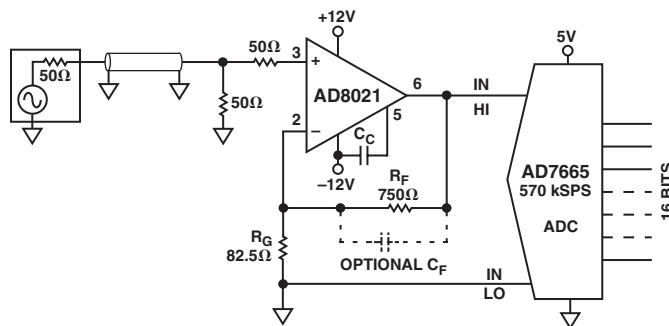 +12V
5V
50Ω
50Ω
3
+
AD8021
6
IN
HI
50Ω
2
–
5
C_C
–12V
R_F
750Ω
AD7665
570 kSPS
ADC
16 BITS
R_G
82.5Ω
OPTIONAL C_F
IN
LO